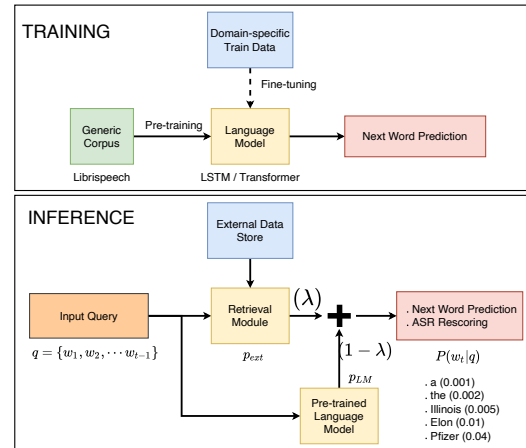 TRAINING
Domain-specific
Train Data
Fine-tuning
Pre-training
Generic
Corpus
Language
Model
Next Word Prediction
Librispeech
LSTM / Transformer
INFERENCE
External Data
Store
Input Query
Retrieval
Module
(λ)
+
. Next Word Prediction
. ASR Rescoring
q = {w₁, w₂, ⋯ wₜ₋₁}
p_ext
(1 − λ)
P(wₜ|q)
p_LM
Pre-trained
Language
Model
. a (0.001)
. the (0.002)
. Illinois (0.005)
. Elon (0.01)
. Pfizer (0.04)